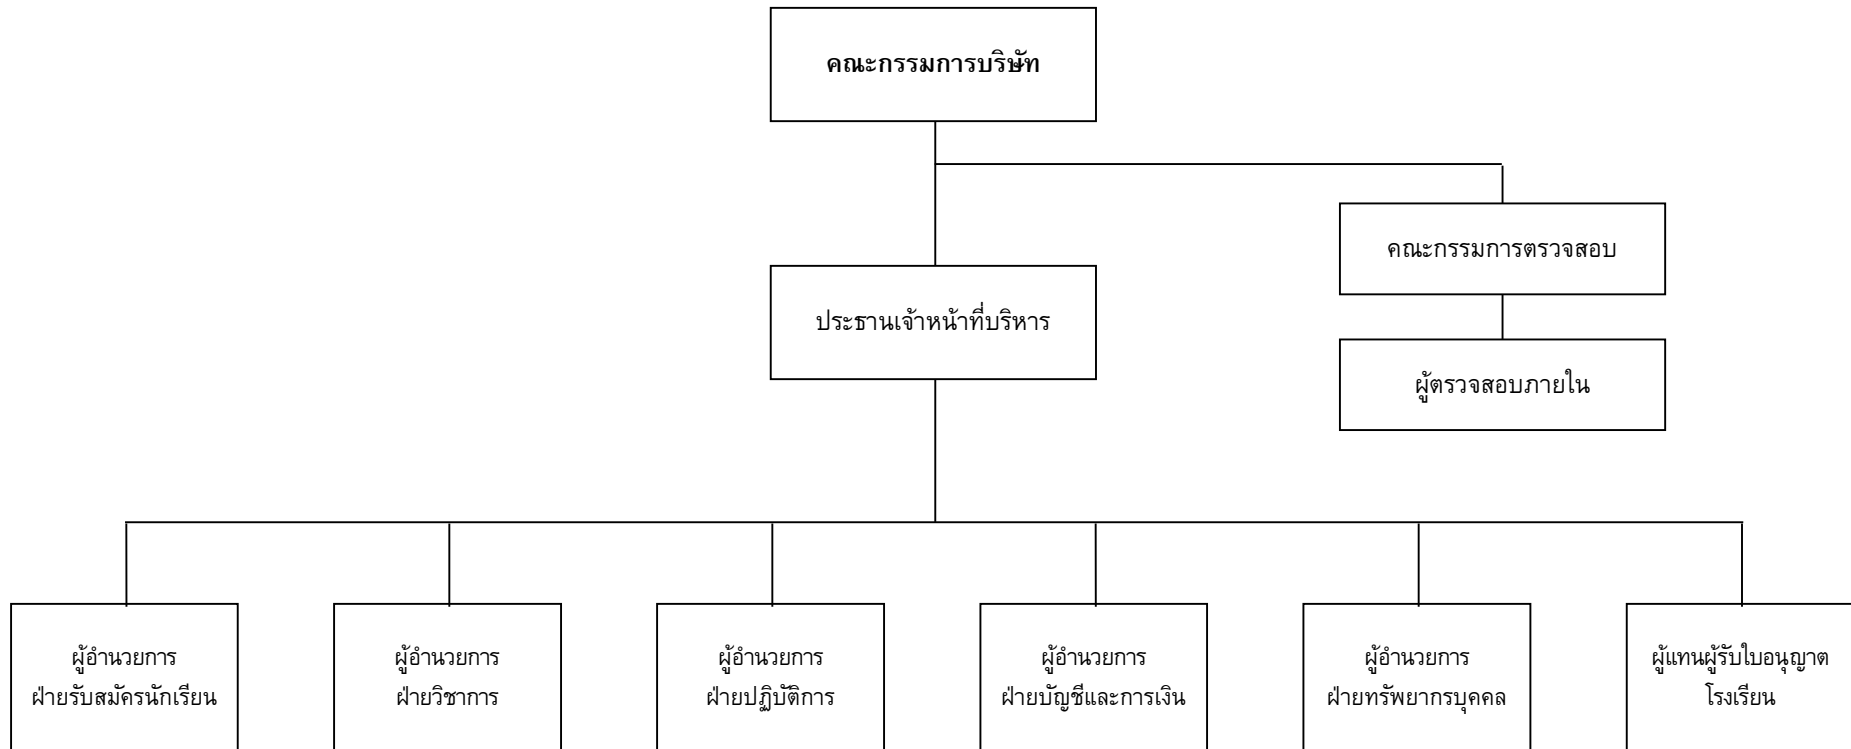 คณะกรรมการบริษัท
คณะกรรมการตรวจสอบ
ประธานเจ้าหน้าที่บริหาร
ผู้ตรวจสอบภายใน
ผู้อำนวยการ
ฝ่ายรับสมัครนักเรียน
ผู้อำนวยการ
ฝ่ายวิชาการ
ผู้อำนวยการ
ฝ่ายปฏิบัติการ
ผู้อำนวยการ
ฝ่ายบัญชีและการเงิน
ผู้อำนวยการ
ฝ่ายทรัพยากรบุคคล
ผู้แทนผู้รับใบอนุญาต
โรงเรียน